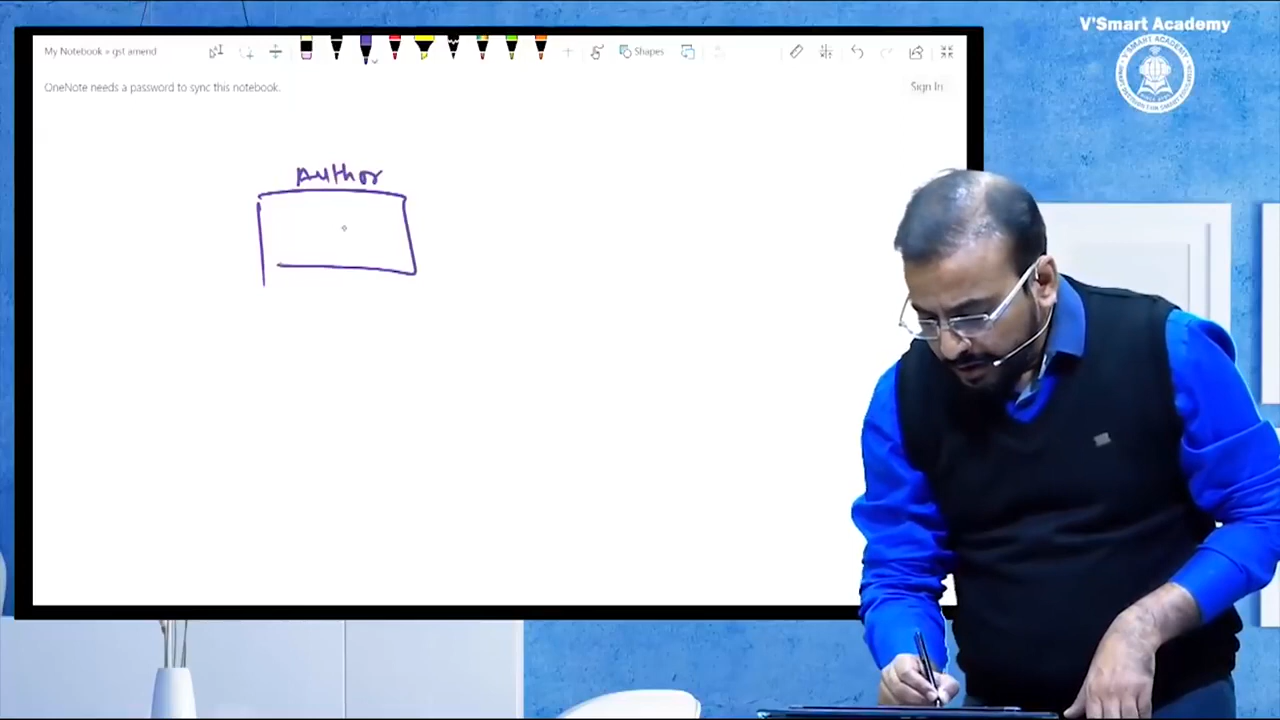 V'Smart Academy
My Notebook » gst amend
Shapes
OneNote needs a password to sync this notebook.
Sign In
Author